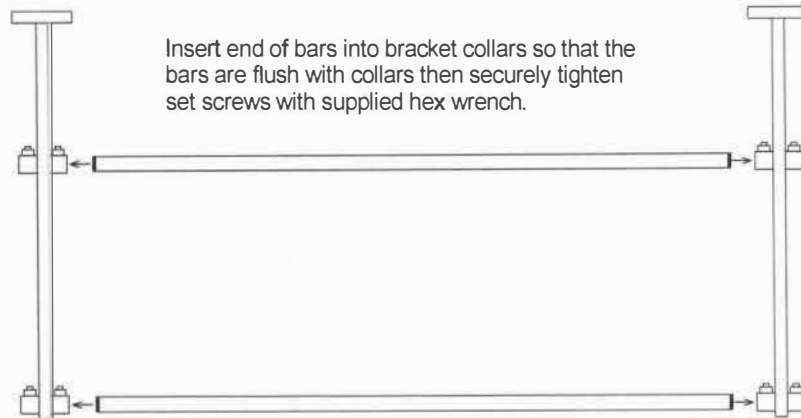 Insert end of bars into bracket collars so that the
bars are flush with collars then securely tighten
set screws with supplied hex wrench.